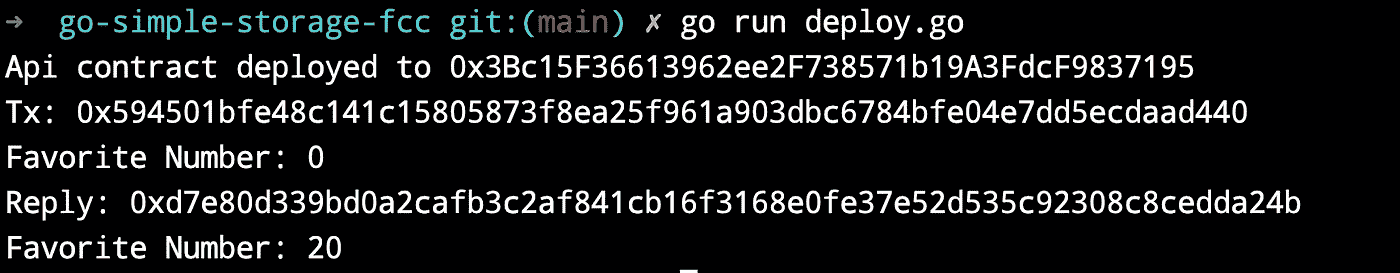 → go-simple-storage-fcc git:(main) ✗ go run deploy.go
Api contract deployed to 0x3Bc15F36613962ee2F738571b19A3FdcF9837195
Tx: 0x594501bfe48c141c15805873f8ea25f961a903dbc6784bfe04e7dd5ecdaad440
Favorite Number: 0
Reply: 0xd7e80d339bd0a2cafb3c2af841cb16f3168e0fe37e52d535c92308c8cedda24b
Favorite Number: 20